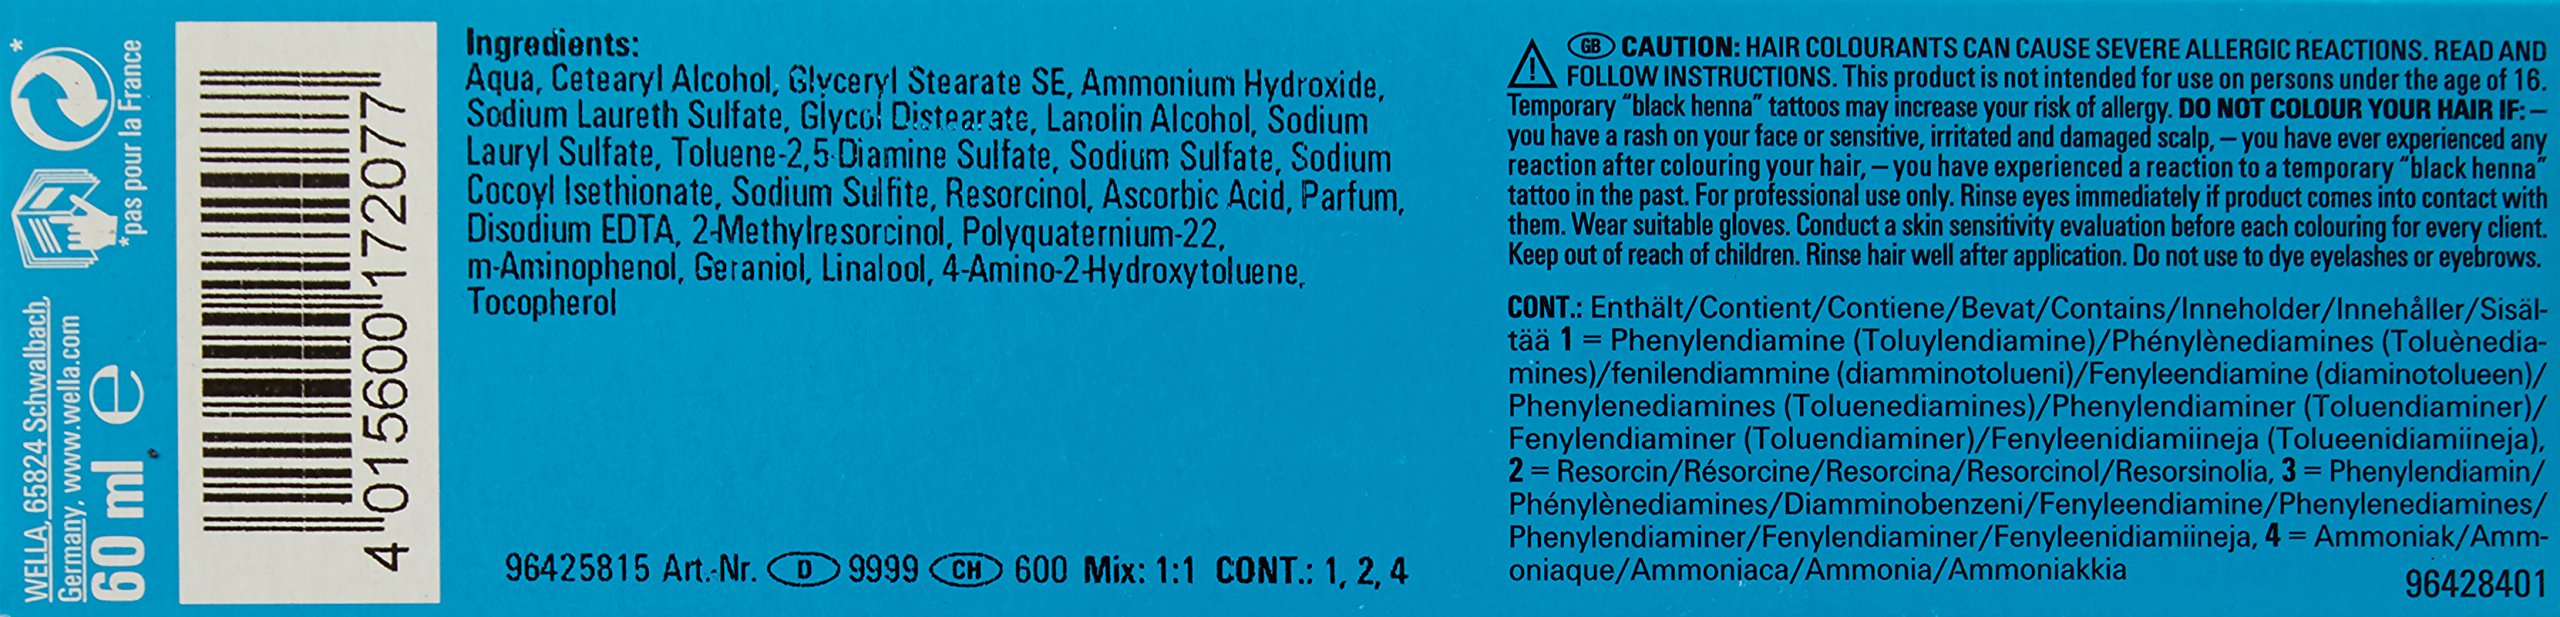 *
*pas pour la France
WELLA, 65824 Schwalbach,
Germany, www.wella.com
60 ml e
4 015600 172077
Ingredients:
Aqua, Cetearyl Alcohol, Glyceryl Stearate SE, Ammonium Hydroxide,
Sodium Laureth Sulfate, Glycol Distearate, Lanolin Alcohol, Sodium
Lauryl Sulfate, Toluene-2,5-Diamine Sulfate, Sodium Sulfate, Sodium
Cocoyl Isethionate, Sodium Sulfite, Resorcinol, Ascorbic Acid, Parfum,
Disodium EDTA, 2-Methylresorcinol, Polyquaternium-22,
m-Aminophenol, Geraniol, Linalool, 4-Amino-2-Hydroxytoluene,
Tocopherol
96425815 Art.-Nr. D 9999 CH 600 Mix: 1:1 CONT.: 1, 2, 4
! GB CAUTION: HAIR COLOURANTS CAN CAUSE SEVERE ALLERGIC REACTIONS. READ AND
FOLLOW INSTRUCTIONS. This product is not intended for use on persons under the age of 16.
Temporary "black henna" tattoos may increase your risk of allergy. DO NOT COLOUR YOUR HAIR IF: –
you have a rash on your face or sensitive, irritated and damaged scalp, – you have ever experienced any
reaction after colouring your hair, – you have experienced a reaction to a temporary "black henna"
tattoo in the past. For professional use only. Rinse eyes immediately if product comes into contact with
them. Wear suitable gloves. Conduct a skin sensitivity evaluation before each colouring for every client.
Keep out of reach of children. Rinse hair well after application. Do not use to dye eyelashes or eyebrows.
CONT.: Enthält/Contient/Contiene/Bevat/Contains/Inneholder/Innehåller/Sisäl-
tää 1 = Phenylendiamine (Toluylendiamine)/Phénylènediamines (Toluènedia-
mines)/fenilendiammine (diamminotolueni)/Fenyleendiamine (diaminotolueen)/
Phenylenediamines (Toluenediamines)/Phenylendiaminer (Toluendiaminer)/
Fenylendiaminer (Toluendiaminer)/Fenyleenidiamiineja (Tolueenidiamiineja),
2 = Resorcin/Résorcine/Resorcina/Resorcinol/Resorsinolia, 3 = Phenylendiamin/
Phénylènediamines/Diamminobenzeni/Fenyleendiamine/Phenylenediamines/
Phenylendiaminer/Fenylendiaminer/Fenyleenidiamiineja, 4 = Ammoniak/Amm-
oniaque/Ammoniaca/Ammonia/Ammoniakkia
96428401